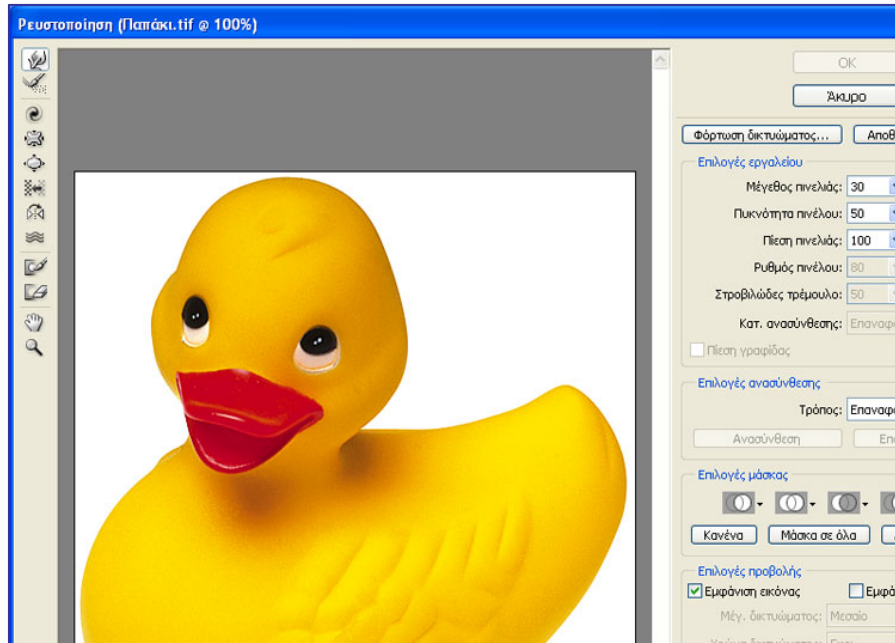 Ρευστοποίηση (Παπάκι.tif @ 100%)
OK
Άκυρο
Φόρτωση δικτυώματος... Αποθ
Επιλογές εργαλείου
Μέγεθος πινελιάς: 30
Πυκνότητα πινέλου: 50
Πίεση πινελιάς: 100
Ρυθμός πινέλου: 80
Στροβιλώδες τρέμουλο: 50
Κατ. ανασύνθεσης: Επαναφ
Πίεση γραφίδας
Επιλογές ανασύνθεσης
Τρόπος: Επαναφ
Ανασύνθεση Επ
Επιλογές μάσκας
Κανένα Μάσκα σε όλα
Επιλογές προβολής
Εμφάνιση εικόνας Εμφά
Μέγ. δικτυώματος: Μεσαίο